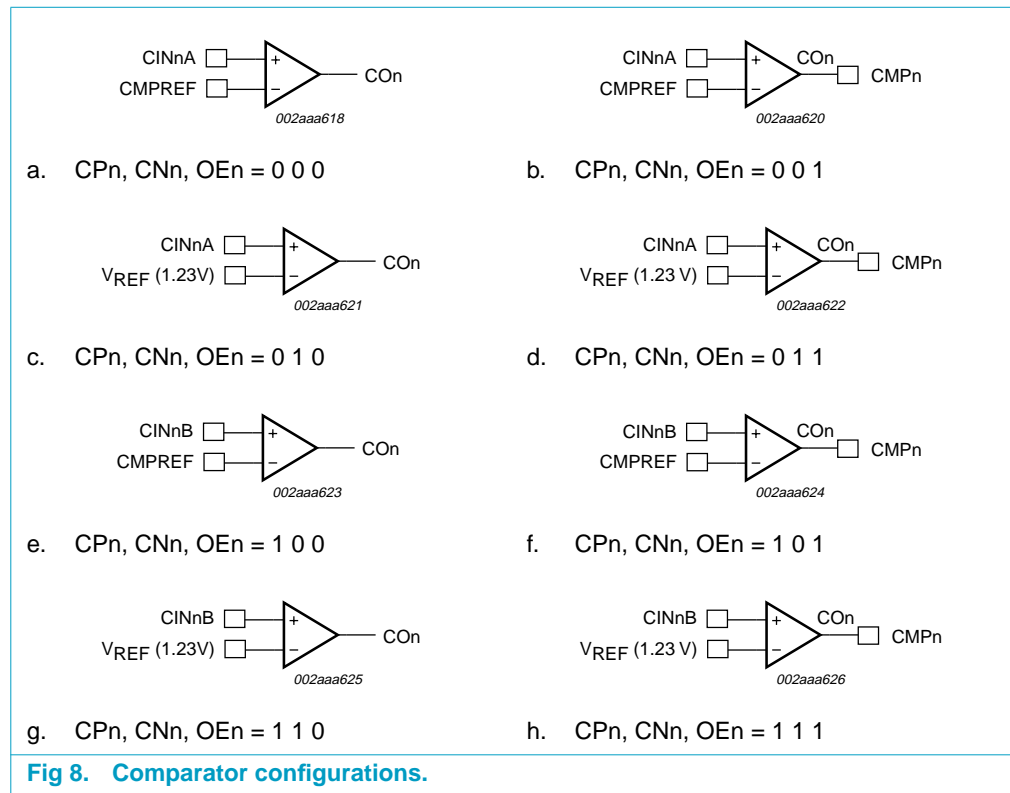 CINnA + COn
CMPREF −
002aaa618
CINnA + COn CMPn
CMPREF −
002aaa620
a. CPn, CNn, OEn = 0 0 0
b. CPn, CNn, OEn = 0 0 1
CINnA + COn
VREF (1.23V) −
002aaa621
CINnA + COn CMPn
VREF (1.23 V) −
002aaa622
c. CPn, CNn, OEn = 0 1 0
d. CPn, CNn, OEn = 0 1 1
CINnB + COn
CMPREF −
002aaa623
CINnB + COn CMPn
CMPREF −
002aaa624
e. CPn, CNn, OEn = 1 0 0
f. CPn, CNn, OEn = 1 0 1
CINnB + COn
VREF (1.23V) −
002aaa625
CINnB + COn CMPn
VREF (1.23 V) −
002aaa626
g. CPn, CNn, OEn = 1 1 0
h. CPn, CNn, OEn = 1 1 1
Fig 8. Comparator configurations.